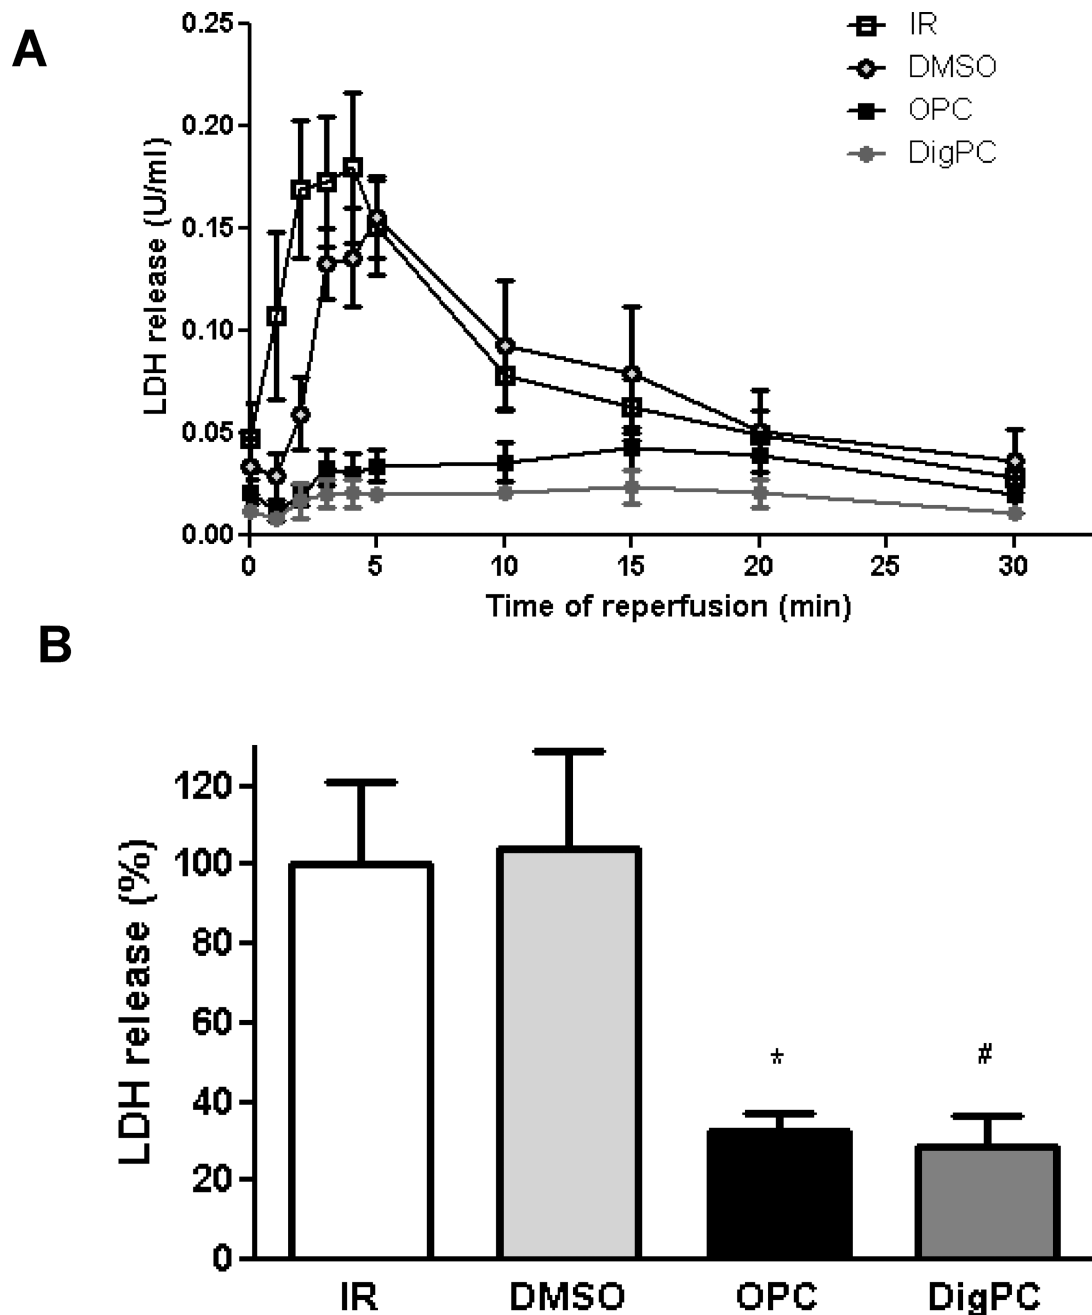 A
IR
DMSO
OPC
DigPC
LDH release (U/ml)
0.25
0.20
0.15
0.10
0.05
0.00
0 5 10 15 20 25 30
Time of reperfusion (min)
B
LDH release (%)
120
100
80
60
40
20
0
*
#
IR DMSO OPC DigPC